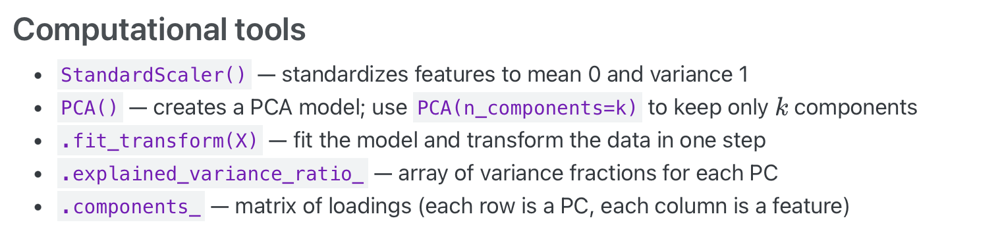 Computational tools
• StandardScaler() — standardizes features to mean 0 and variance 1
• PCA() — creates a PCA model; use PCA(n_components=k) to keep only k components
• .fit_transform(X) — fit the model and transform the data in one step
• .explained_variance_ratio_ — array of variance fractions for each PC
• .components_ — matrix of loadings (each row is a PC, each column is a feature)